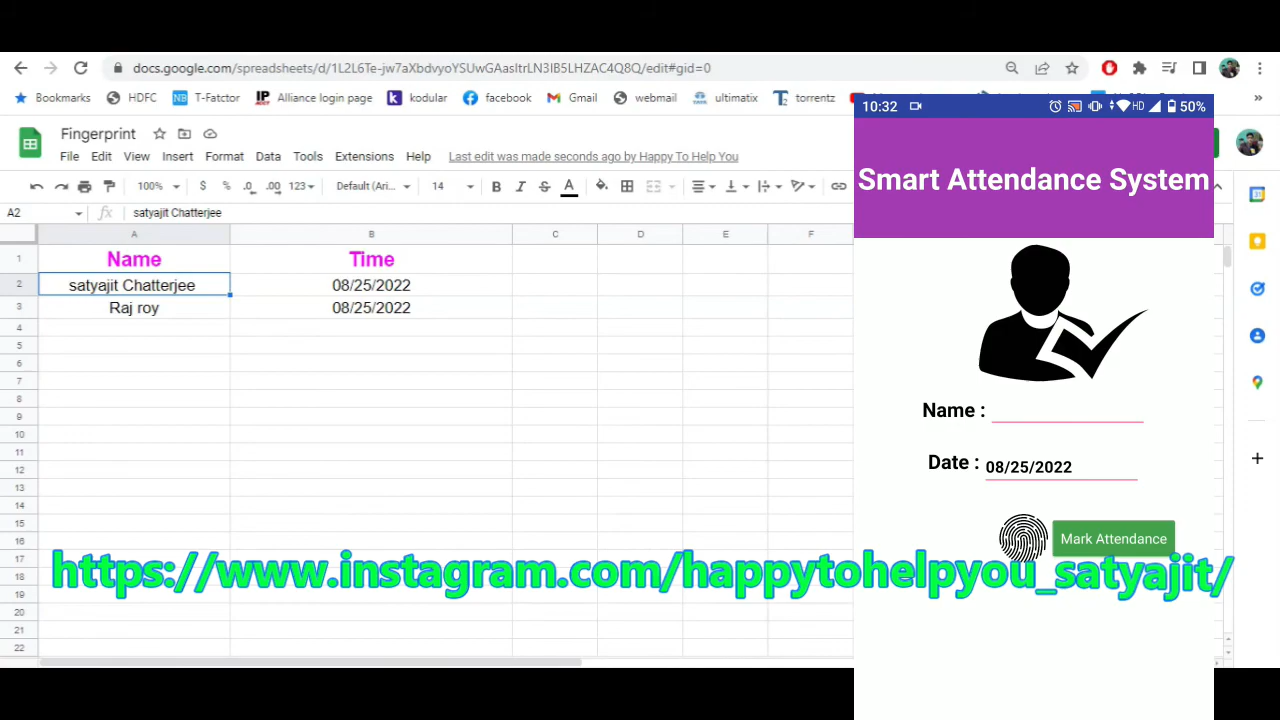 docs.google.com/spreadsheets/d/1L2L6Te-jw7aXbdvyoYSUwGAasItrLN3IB5LHZAC4Q8Q/edit#gid=0
Bookmarks HDFC T-Fatctor Alliance login page kodular facebook Gmail webmail ultimatix torrentz
Fingerprint
File Edit View Insert Format Data Tools Extensions Help Last edit was made seconds ago by Happy To Help You
100% $ % .0 .00 123 Default (Ari... 14 B I S A
A2 fx satyajit Chatterjee
A B C D E F
1 Name Time
2 satyajit Chatterjee 08/25/2022
3 Raj roy 08/25/2022
4
5
6
7
8
9
10
11
12
13
14
15
16
17
18
19
20
21
22
10:32 HD 50%
Smart Attendance System
Name :
Date : 08/25/2022
Mark Attendance
https://www.instagram.com/happytohelpyou_satyajit/